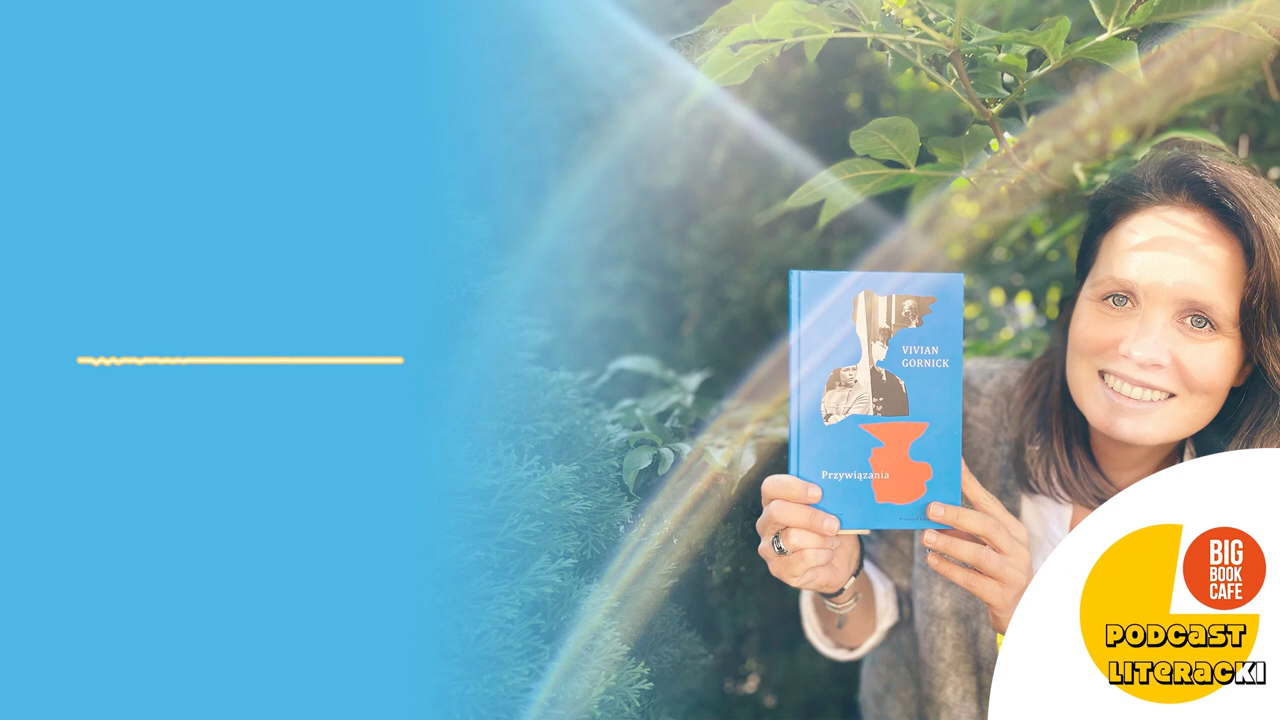 VIVIAN
GORNICK
Przywiązania
BIG
BOOK
CAFE
PODCAST
LITERACKI